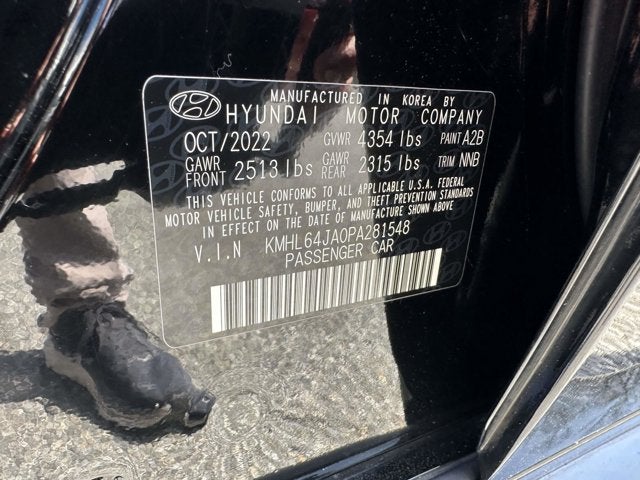 MANUFACTURED IN KOREA BY
HYUNDAI MOTOR COMPANY
OCT/2022 GVWR 4354 lbs PAINT A2B
GAWR FRONT 2513 lbs GAWR REAR 2315 lbs TRIM NNB
THIS VEHICLE CONFORMS TO ALL APPLICABLE U.S.A. FEDERAL
MOTOR VEHICLE SAFETY, BUMPER, AND THEFT PREVENTION STANDARDS
IN EFFECT ON THE DATE OF MANUFACTURE SHOWN ABOVE.
V.I.N KMHL64JA0PA281548
PASSENGER CAR